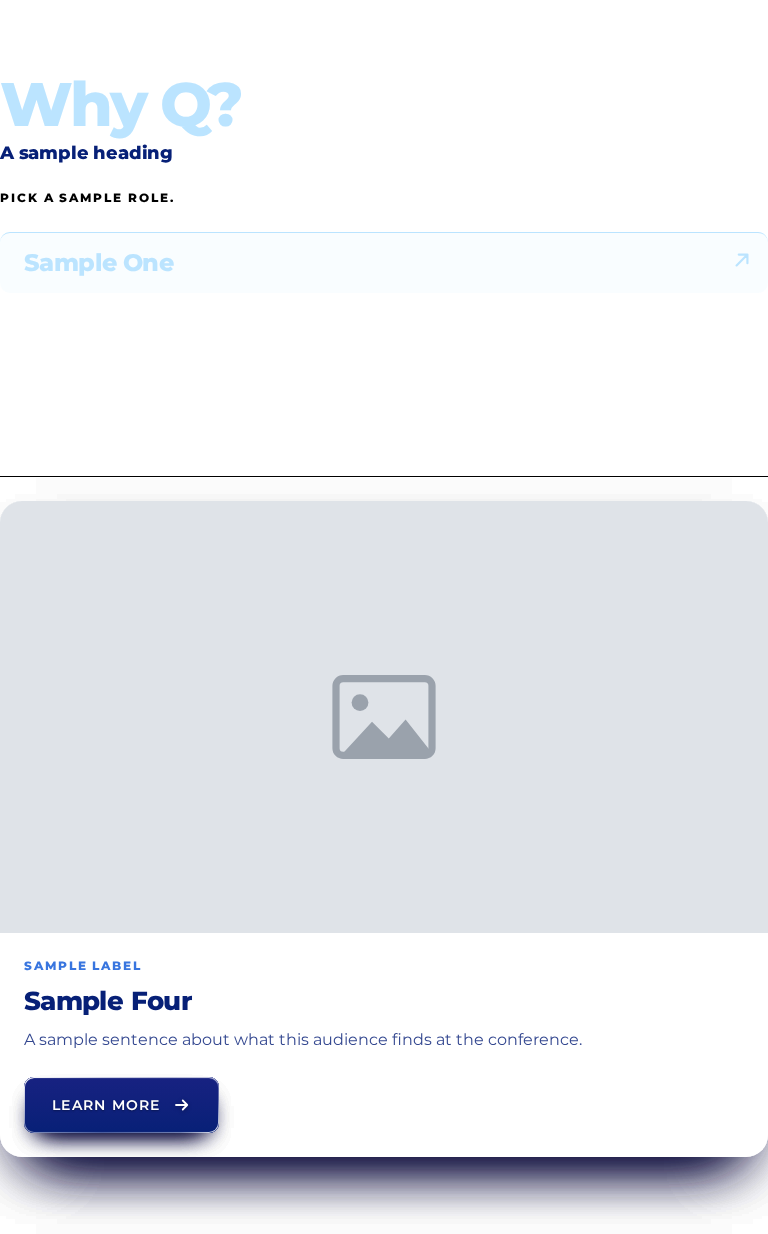 Why Q?
A sample heading
PICK A SAMPLE ROLE.
Sample One
SAMPLE LABEL
Sample Four
A sample sentence about what this audience finds at the conference.
LEARN MORE